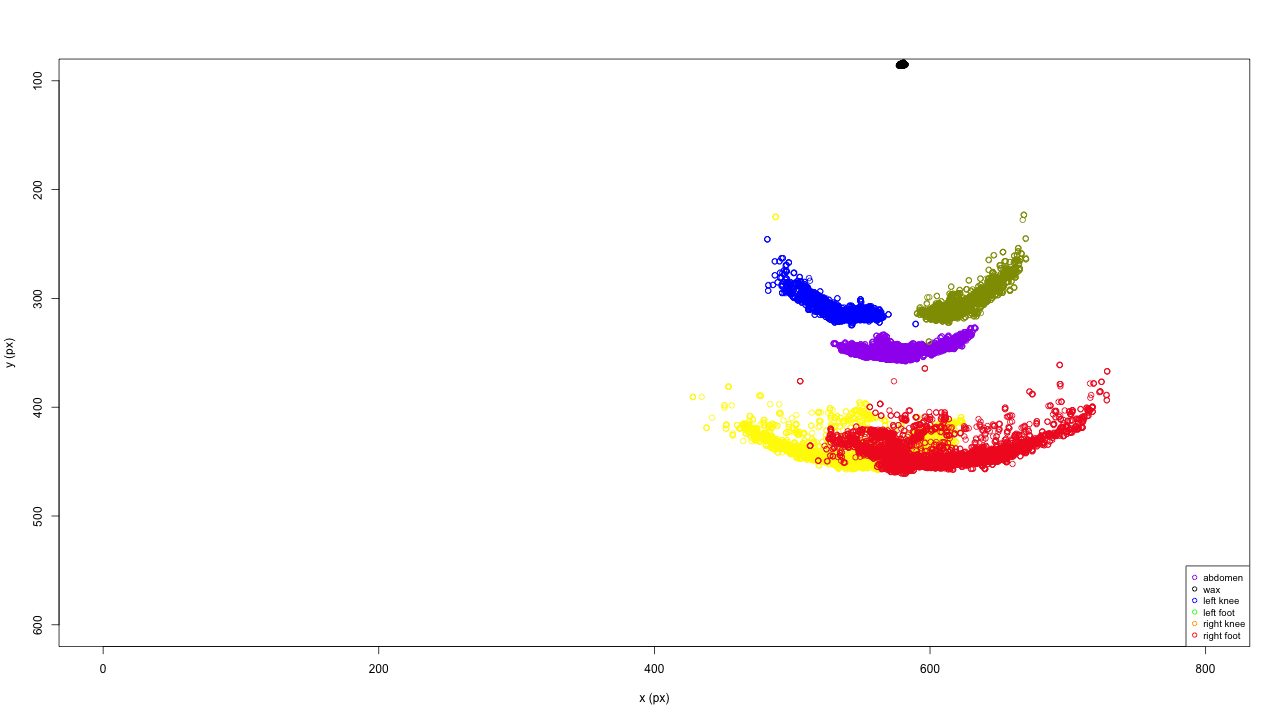 100
200
300
400
500
600
y (px)
0
200
400
600
800
x (px)
abdomen
wax
left knee
left foot
right knee
right foot